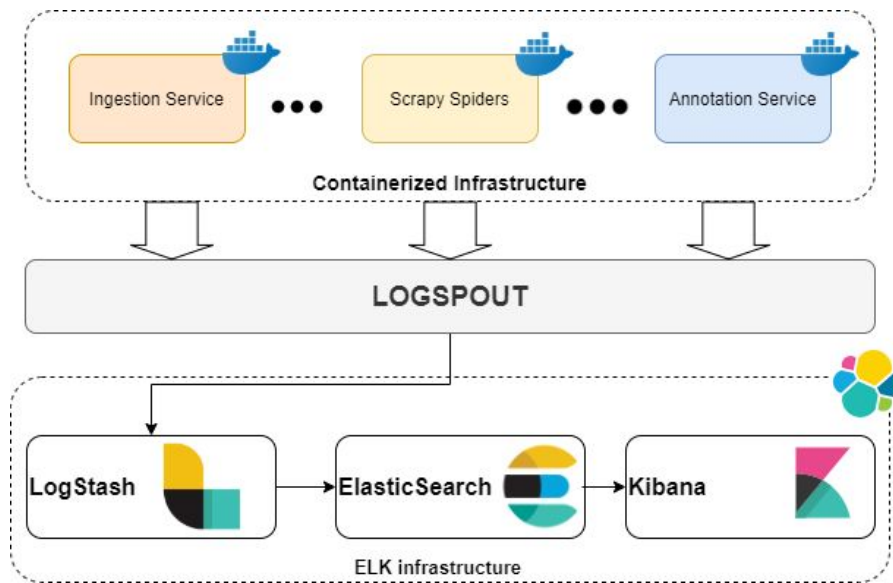 Ingestion Service
Scrapy Spiders
Annotation Service
Containerized Infrastructure
LOGSPOUT
LogStash
ElasticSearch
Kibana
ELK infrastructure